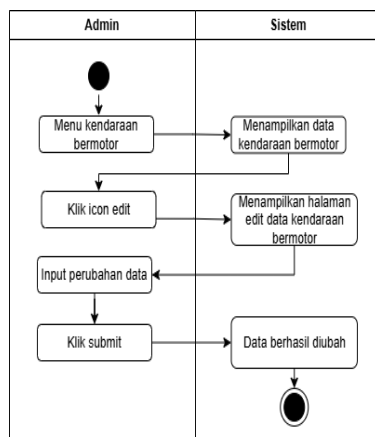 Admin
Sistem
Menu kendaraan
bermotor
Menampilkan data
kendaraan bermotor
Klik icon edit
Menampilkan halaman
edit data kendaraan
bermotor
Input perubahan data
Klik submit
Data berhasil diubah